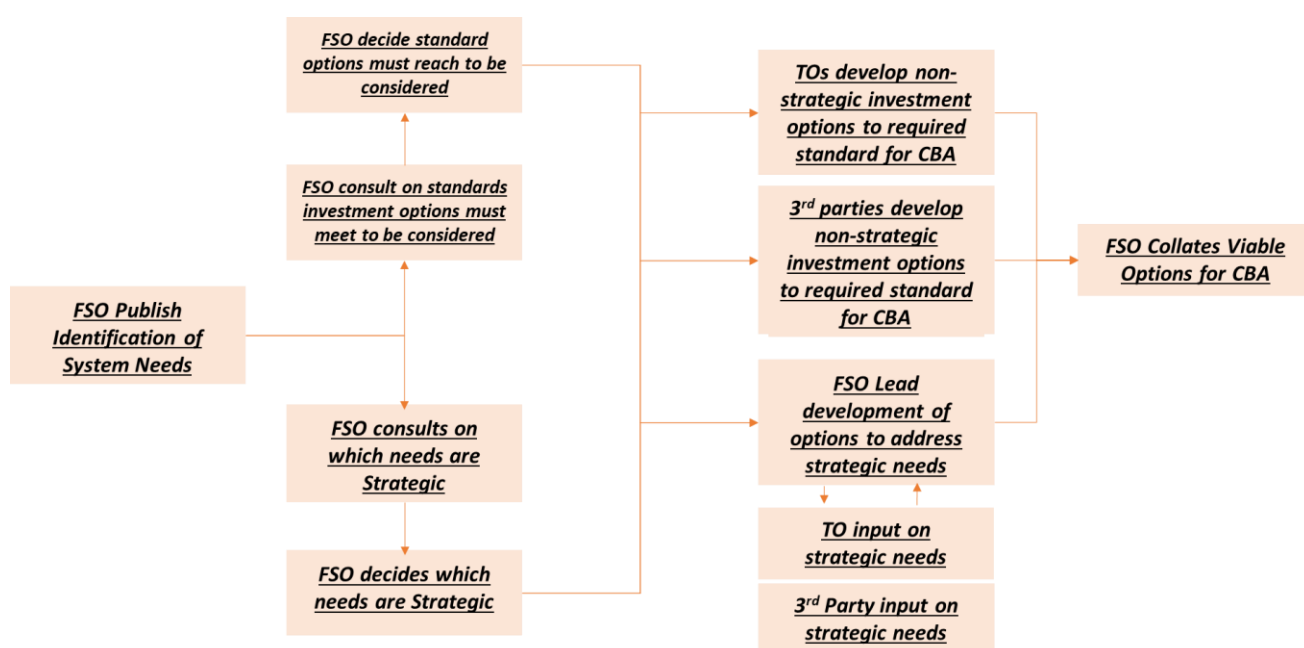 FSO decide standard
options must reach to be
considered
FSO consult on standards
investment options must
meet to be considered
FSO Publish
Identification of
System Needs
FSO consults on
which needs are
Strategic
FSO decides which
needs are Strategic
TOs develop non-
strategic investment
options to required
standard for CBA
3rd parties develop
non-strategic
investment options
to required standard
for CBA
FSO Lead
development of
options to address
strategic needs
TO input on
strategic needs
3rd Party input on
strategic needs
FSO Collates Viable
Options for CBA